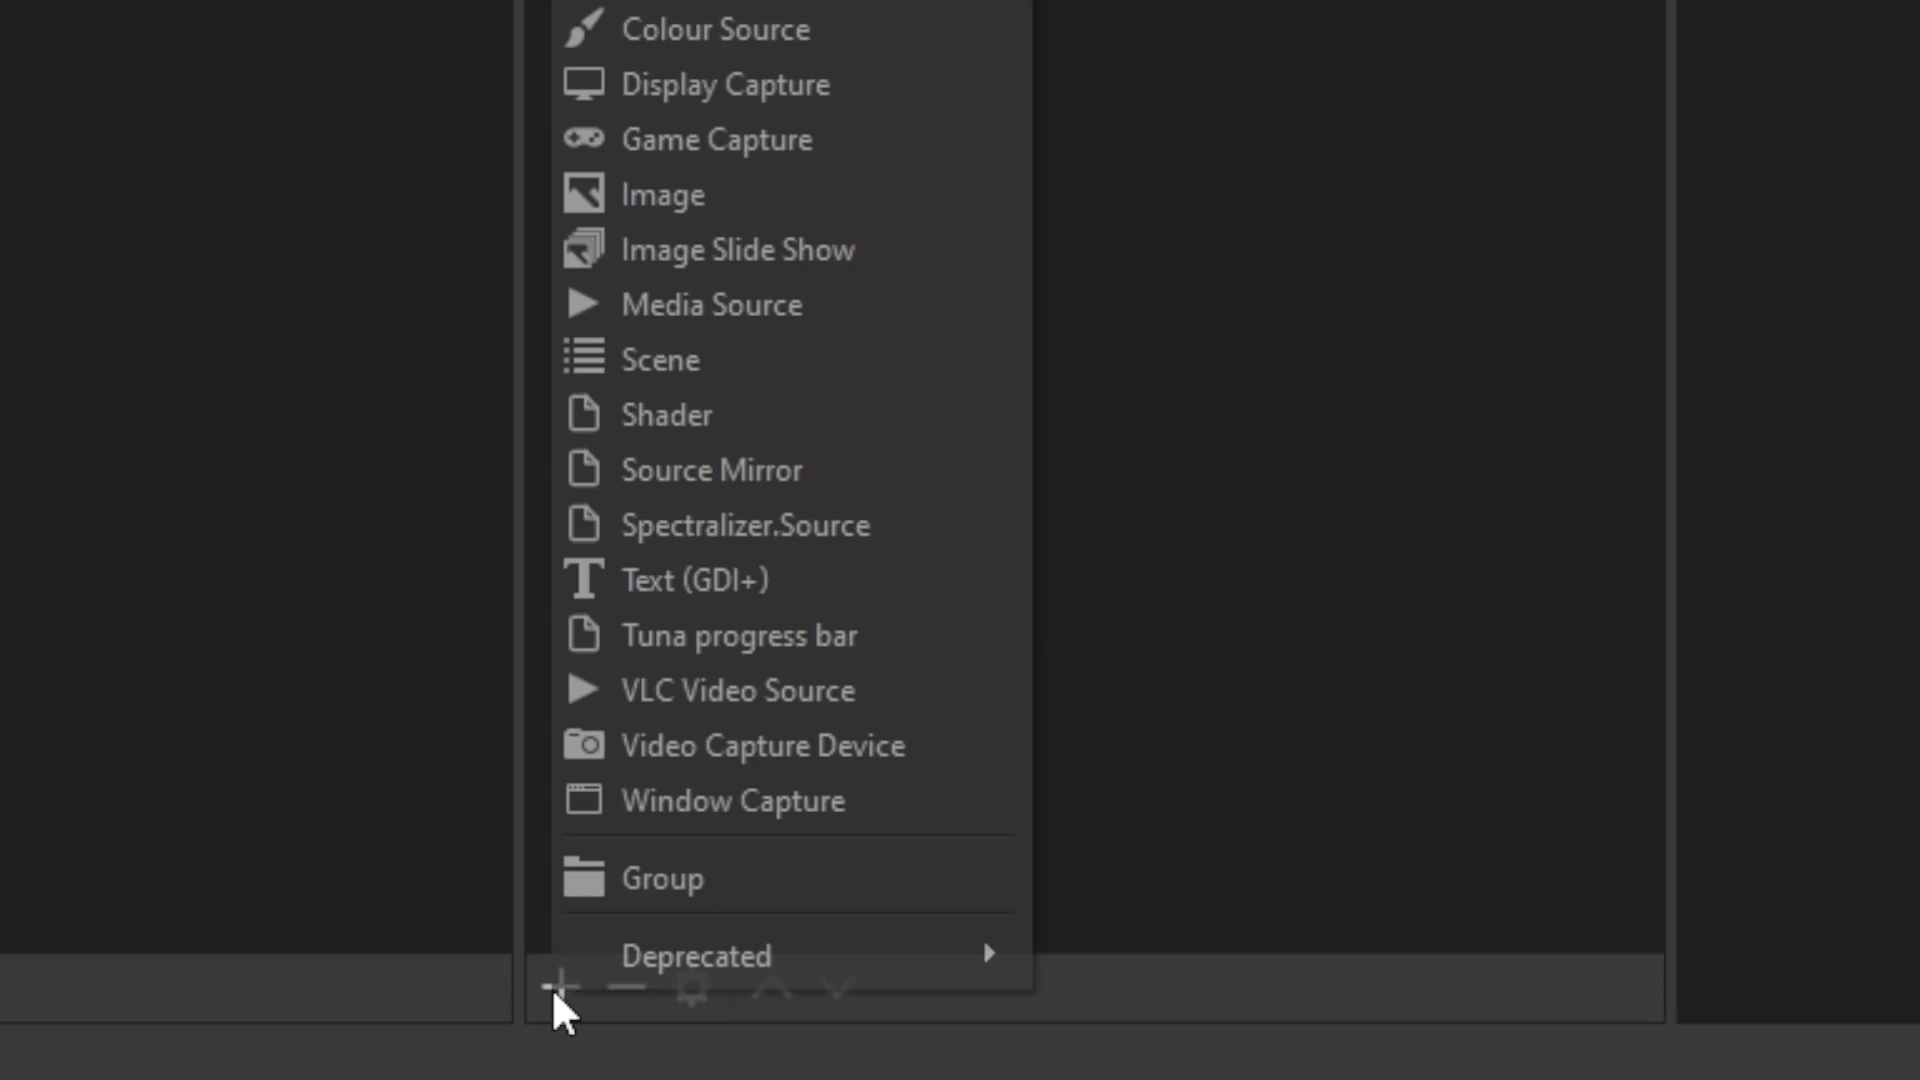 Colour Source
Display Capture
Game Capture
Image
Image Slide Show
Media Source
Scene
Shader
Source Mirror
Spectralizer.Source
Text (GDI+)
Tuna progress bar
VLC Video Source
Video Capture Device
Window Capture
Group
Deprecated